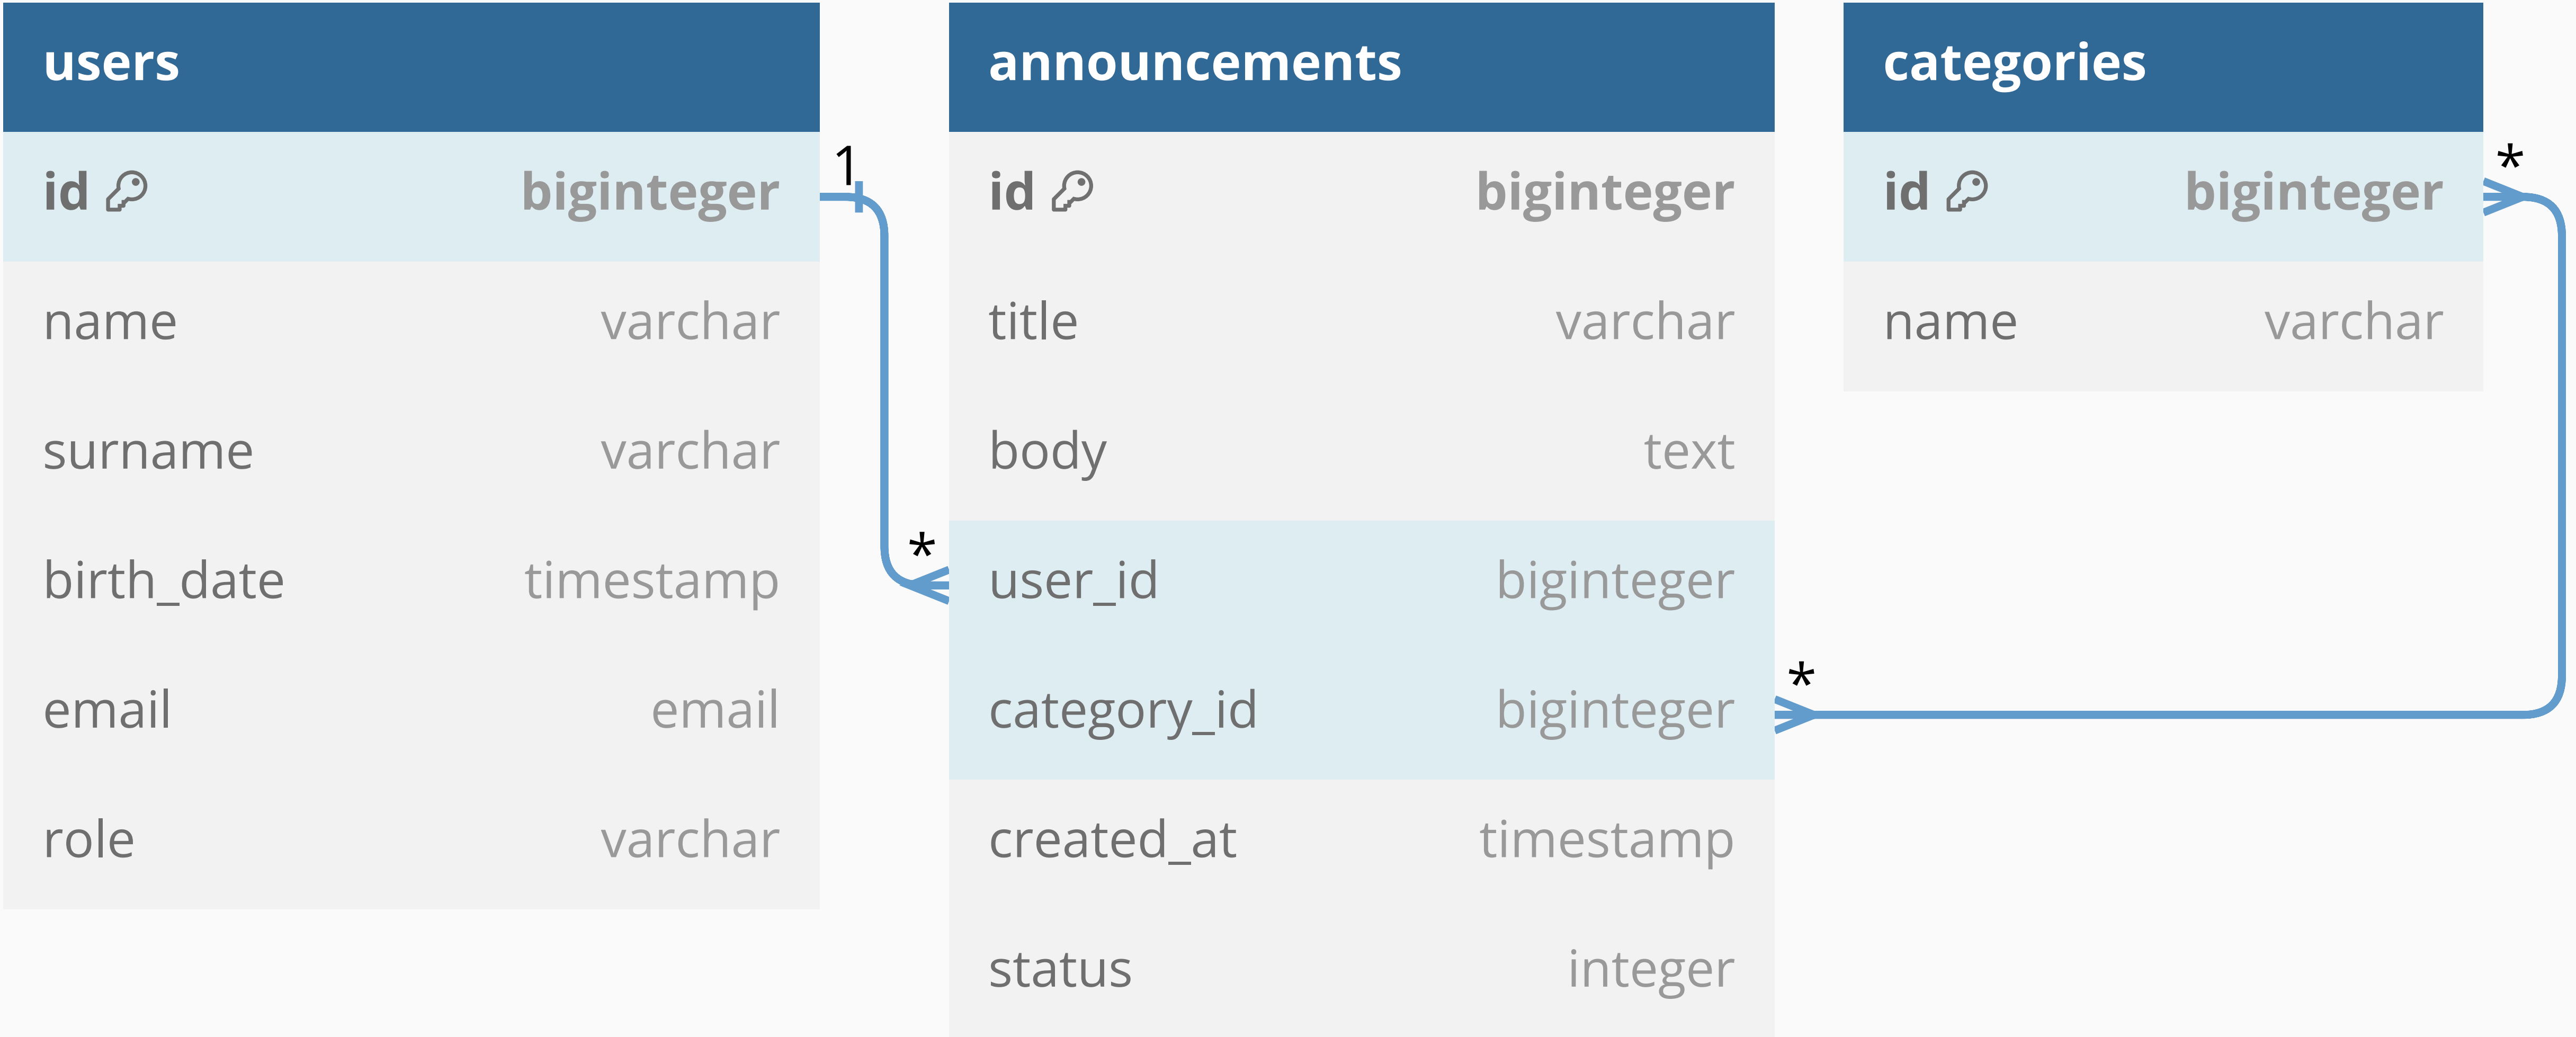 users
id biginteger
name varchar
surname varchar
birth_date timestamp
email email
role varchar
1
*
announcements
id biginteger
title varchar
body text
user_id biginteger
category_id biginteger
created_at timestamp
status integer
*
categories
id biginteger
name varchar
*